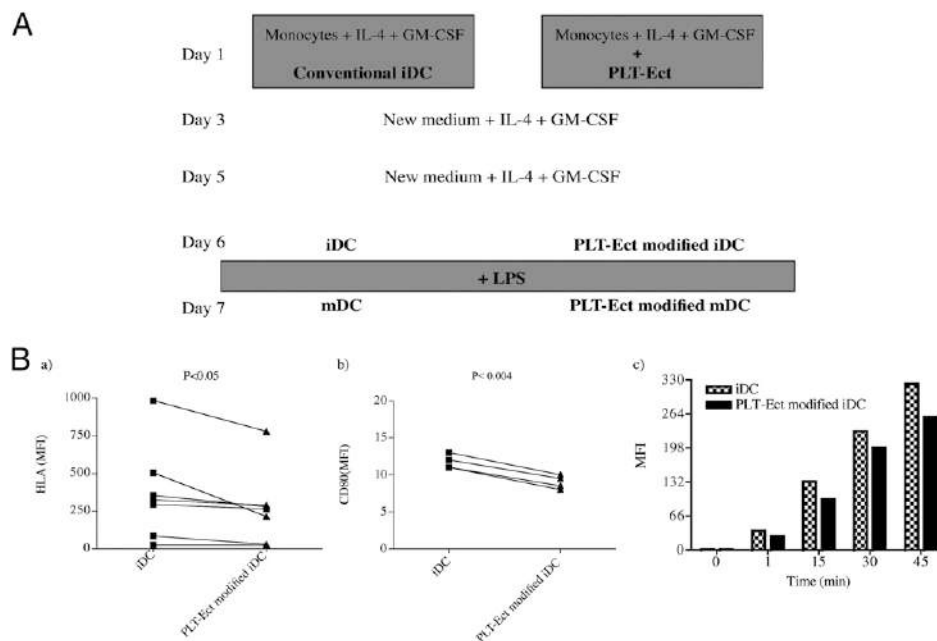 A
Day 1
Monocytes + IL-4 + GM-CSF
Conventional iDC
Monocytes + IL-4 + GM-CSF
+
PLT-Ect
Day 3
New medium + IL-4 + GM-CSF
Day 5
New medium + IL-4 + GM-CSF
Day 6
iDC
PLT-Ect modified iDC
+ LPS
Day 7
mDC
PLT-Ect modified mDC
B
a)
P<0.05
HLA (MFI)
1000
750
500
250
0
iDC
PLT-Ect modified iDC
b)
P< 0.004
CD80(MFI)
20
15
10
5
0
iDC
PLT-Ect modified iDC
c)
iDC
PLT-Ect modified iDC
MFI
330
264
198
132
66
0
0
1
15
30
45
Time (min)